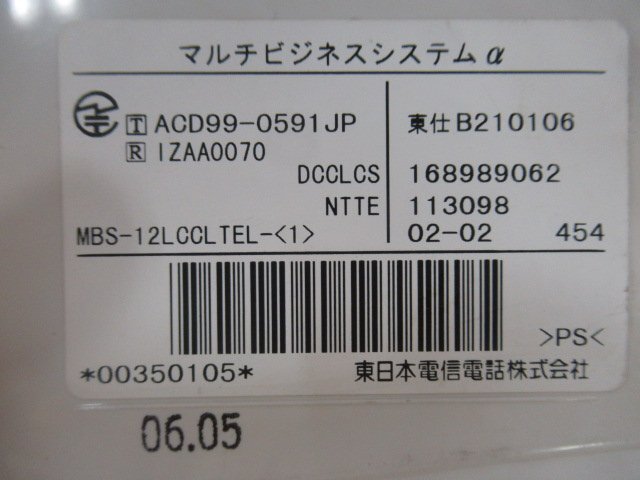 マルチビジネスシステムα
T ACD99-0591JP
R IZAA0070
東仕B210106
DCCLCS 168989062
NTTE 113098
MBS-12LCCLTEL-<1> 02-02 454
>PS<
*00350105* 東日本電信電話株式会社
06.05